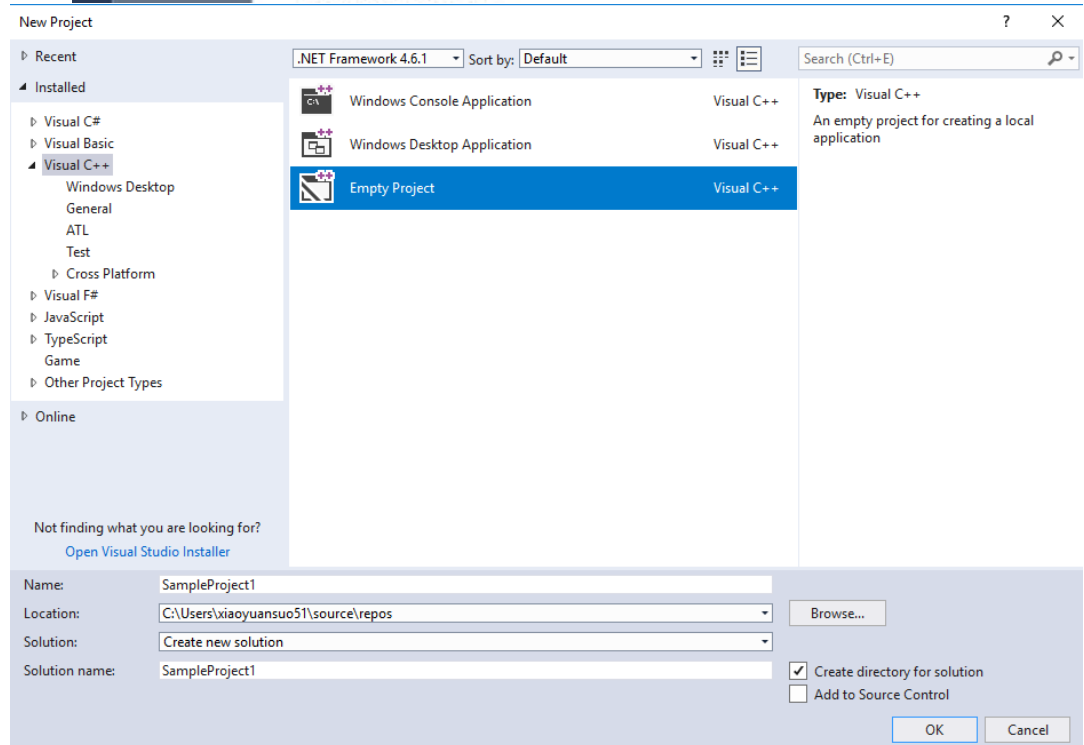 New Project
?
Recent
Installed
Visual C#
Visual Basic
Visual C++
Windows Desktop
General
ATL
Test
Cross Platform
Visual F#
JavaScript
TypeScript
Game
Other Project Types
Online
Not finding what you are looking for?
Open Visual Studio Installer
.NET Framework 4.6.1 Sort by: Default
Windows Console Application Visual C++
Windows Desktop Application Visual C++
Empty Project Visual C++
Search (Ctrl+E)
Type: Visual C++
An empty project for creating a local
application
Name: SampleProject1
Location: C:\Users\xiaoyuansuo51\source\repos Browse...
Solution: Create new solution
Solution name: SampleProject1
Create directory for solution
Add to Source Control
OK Cancel